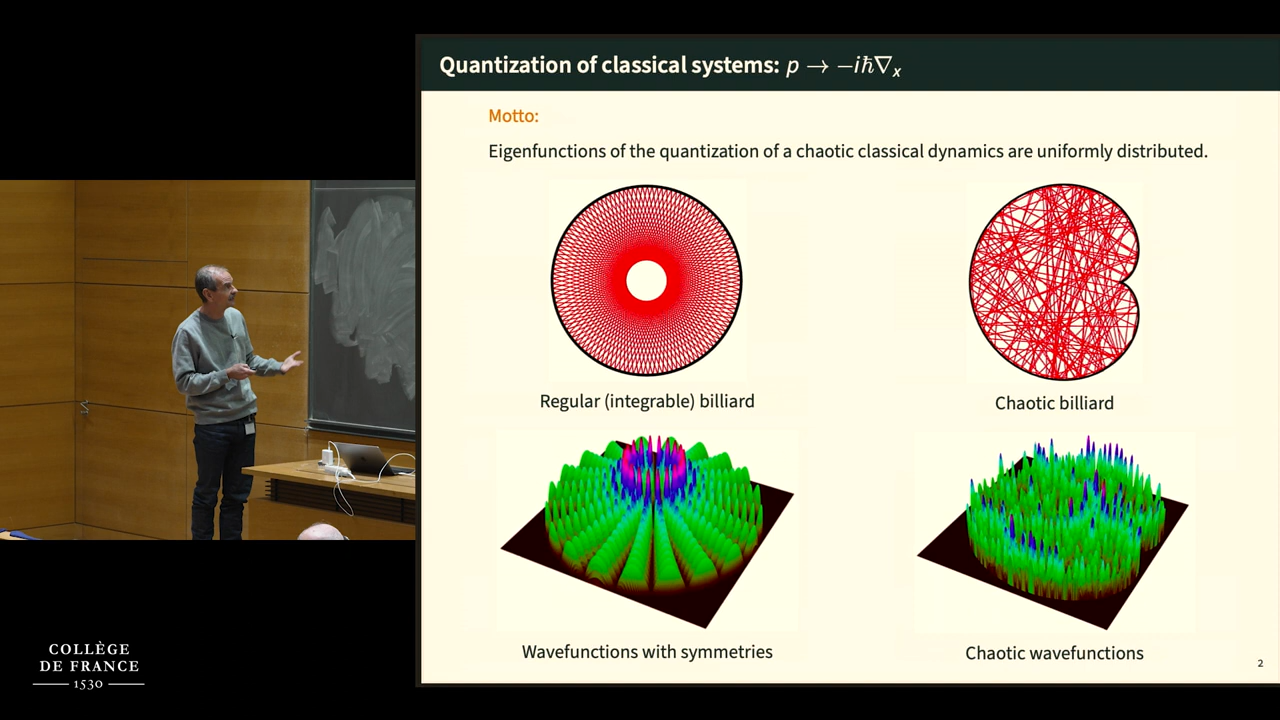 Quantization of classical systems: p → −iħ∇ₓ
Motto:
Eigenfunctions of the quantization of a chaotic classical dynamics are uniformly distributed.
Regular (integrable) billiard
Chaotic billiard
Wavefunctions with symmetries
Chaotic wavefunctions
2
COLLÈGE
DE FRANCE
1530